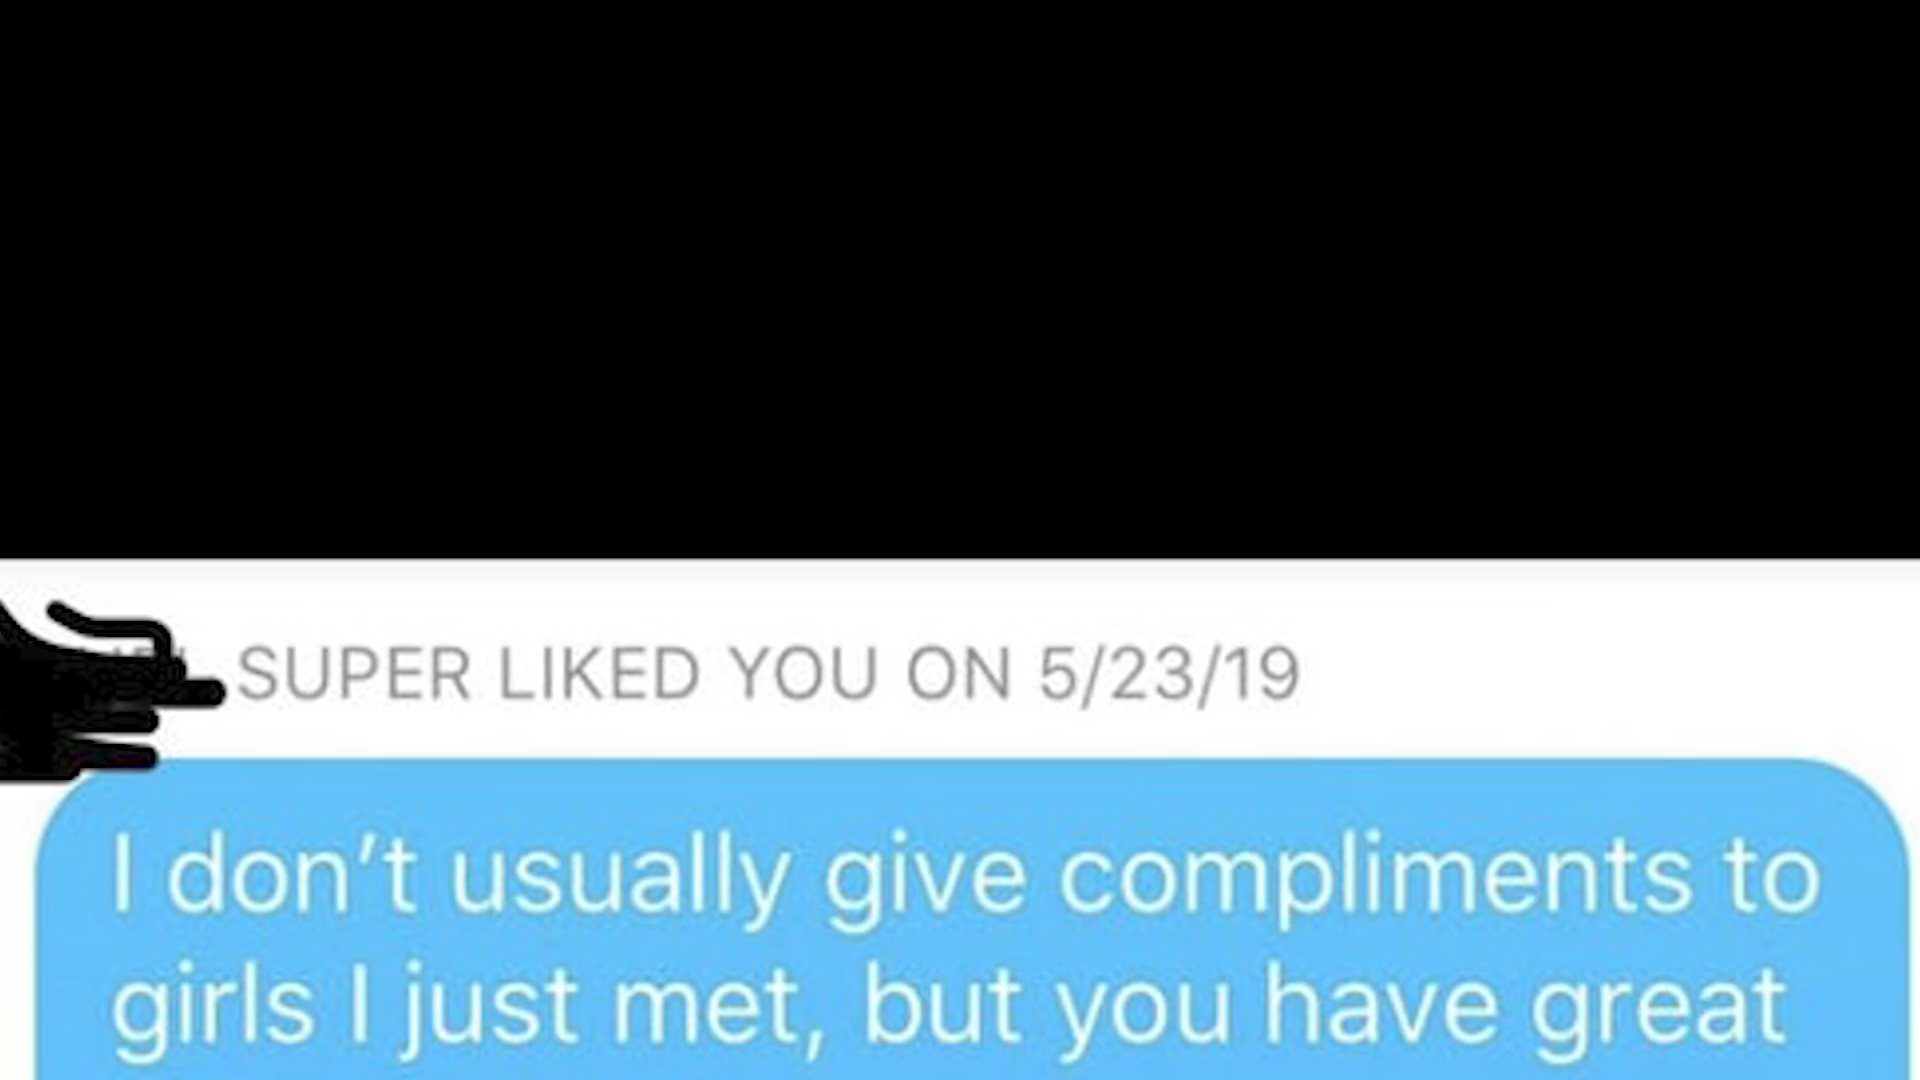 SUPER LIKED YOU ON 5/23/19
I don’t usually give compliments to
girls I just met, but you have great